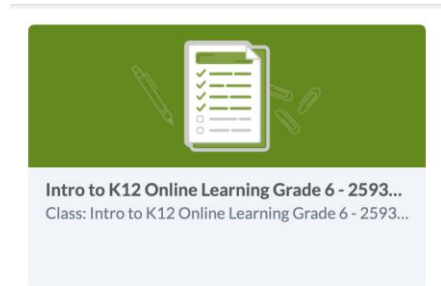 Intro to K12 Online Learning Grade 6 - 2593...
Class: Intro to K12 Online Learning Grade 6 - 2593...